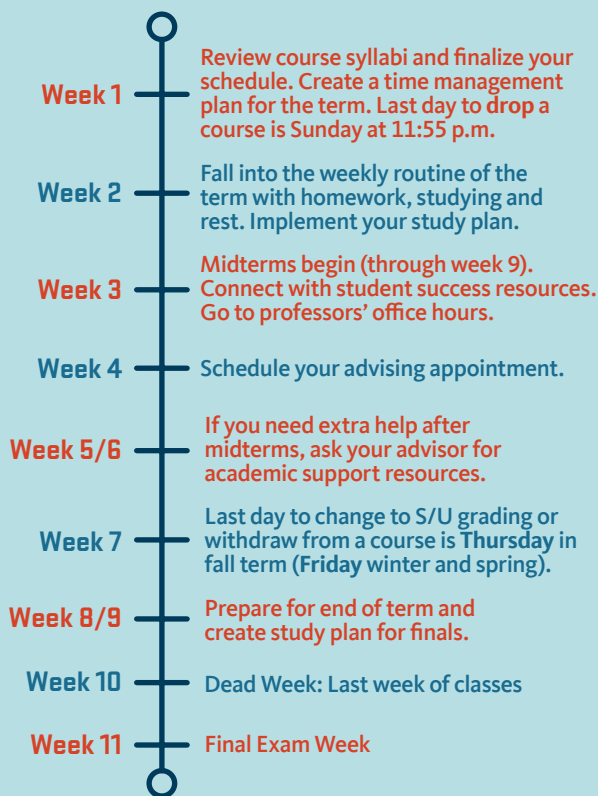 Week 1
Review course syllabi and finalize your
schedule. Create a time management
plan for the term. Last day to drop a
course is Sunday at 11:55 p.m.
Week 2
Fall into the weekly routine of the
term with homework, studying and
rest. Implement your study plan.
Week 3
Midterms begin (through week 9).
Connect with student success resources.
Go to professors’ office hours.
Week 4
Schedule your advising appointment.
Week 5/6
If you need extra help after
midterms, ask your advisor for
academic support resources.
Week 7
Last day to change to S/U grading or
withdraw from a course is Thursday in
fall term (Friday winter and spring).
Week 8/9
Prepare for end of term and
create study plan for finals.
Week 10
Dead Week: Last week of classes
Week 11
Final Exam Week